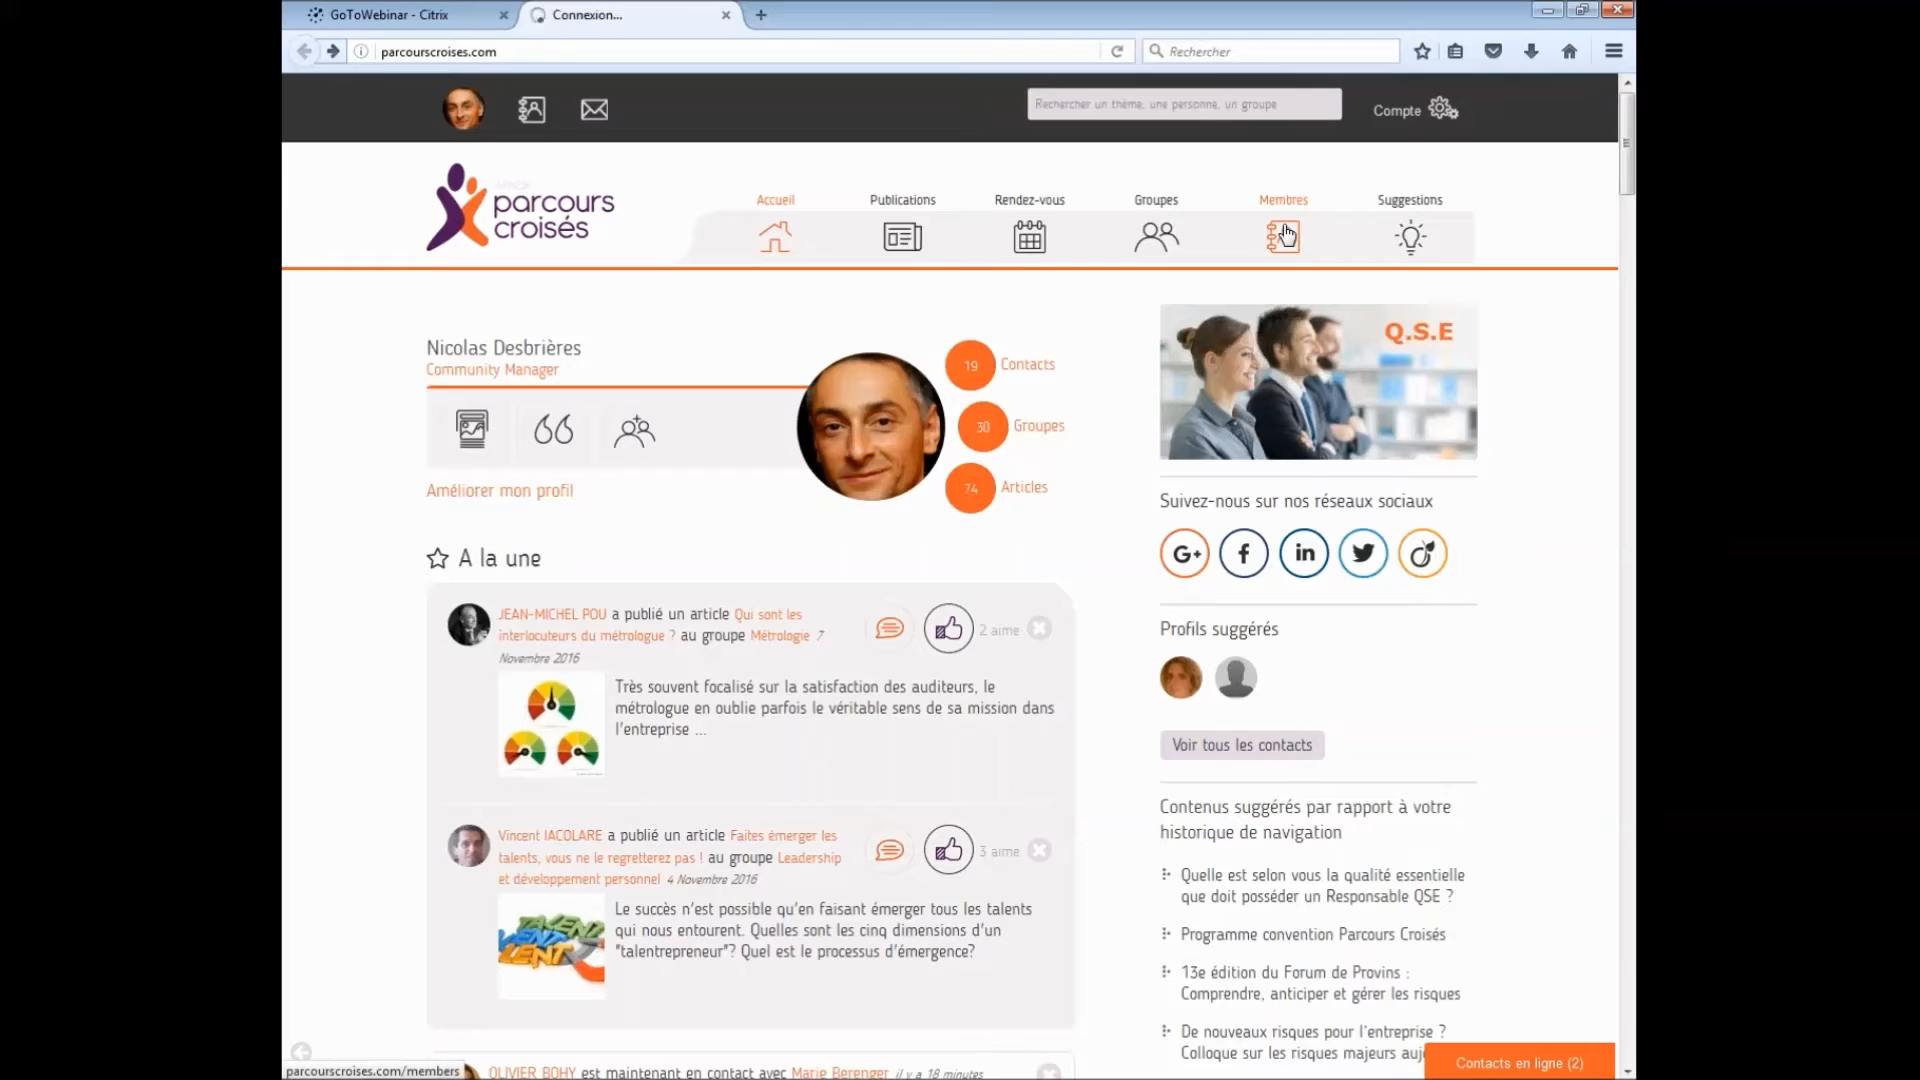 GoToWebinar - Citrix
Connexion...
parcourscroises.com
Rechercher
Rechercher un thème, une personne, un groupe
Compte
parcours
croisés
Accueil
Publications
Rendez-vous
Groupes
Membres
Suggestions
Nicolas Desbrières
Community Manager
19 Contacts
30 Groupes
74 Articles
Améliorer mon profil
Q.S.E
Suivez-nous sur nos réseaux sociaux
G+
f
in
Profils suggérés
Voir tous les contacts
A la une
JEAN-MICHEL POU a publié un article Qui sont les
interlocuteurs du métrologue ? au groupe Métrologie 7
Novembre 2016
2 aime
Très souvent focalisé sur la satisfaction des auditeurs, le
métrologue en oublie parfois le véritable sens de sa mission dans
l'entreprise ...
Vincent IACOLARE a publié un article Faites émerger les
talents, vous ne le regretterez pas ! au groupe Leadership
et développement personnel 4 Novembre 2016
3 aime
TALENT
Le succès n'est possible qu'en faisant émerger tous les talents
qui nous entourent. Quelles sont les cinq dimensions d'un
"talentrepreneur"? Quel est le processus d'émergence?
OLIVIER BOHY est maintenant en contact avec Marie Berenger il y a 18 minutes
Contenus suggérés par rapport à votre
historique de navigation
Quelle est selon vous la qualité essentielle
que doit posséder un Responsable QSE ?
Programme convention Parcours Croisés
13e édition du Forum de Provins :
Comprendre, anticiper et gérer les risques
De nouveaux risques pour l'entreprise ?
Colloque sur les risques majeurs
Contacts en ligne (2)
parcourscroises.com/members